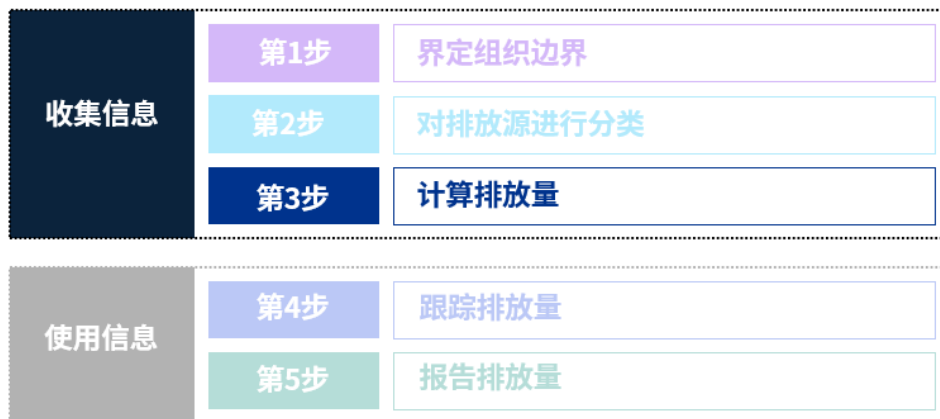 收集信息
第1步
界定组织边界
第2步
对排放源进行分类
第3步
计算排放量
使用信息
第4步
跟踪排放量
第5步
报告排放量